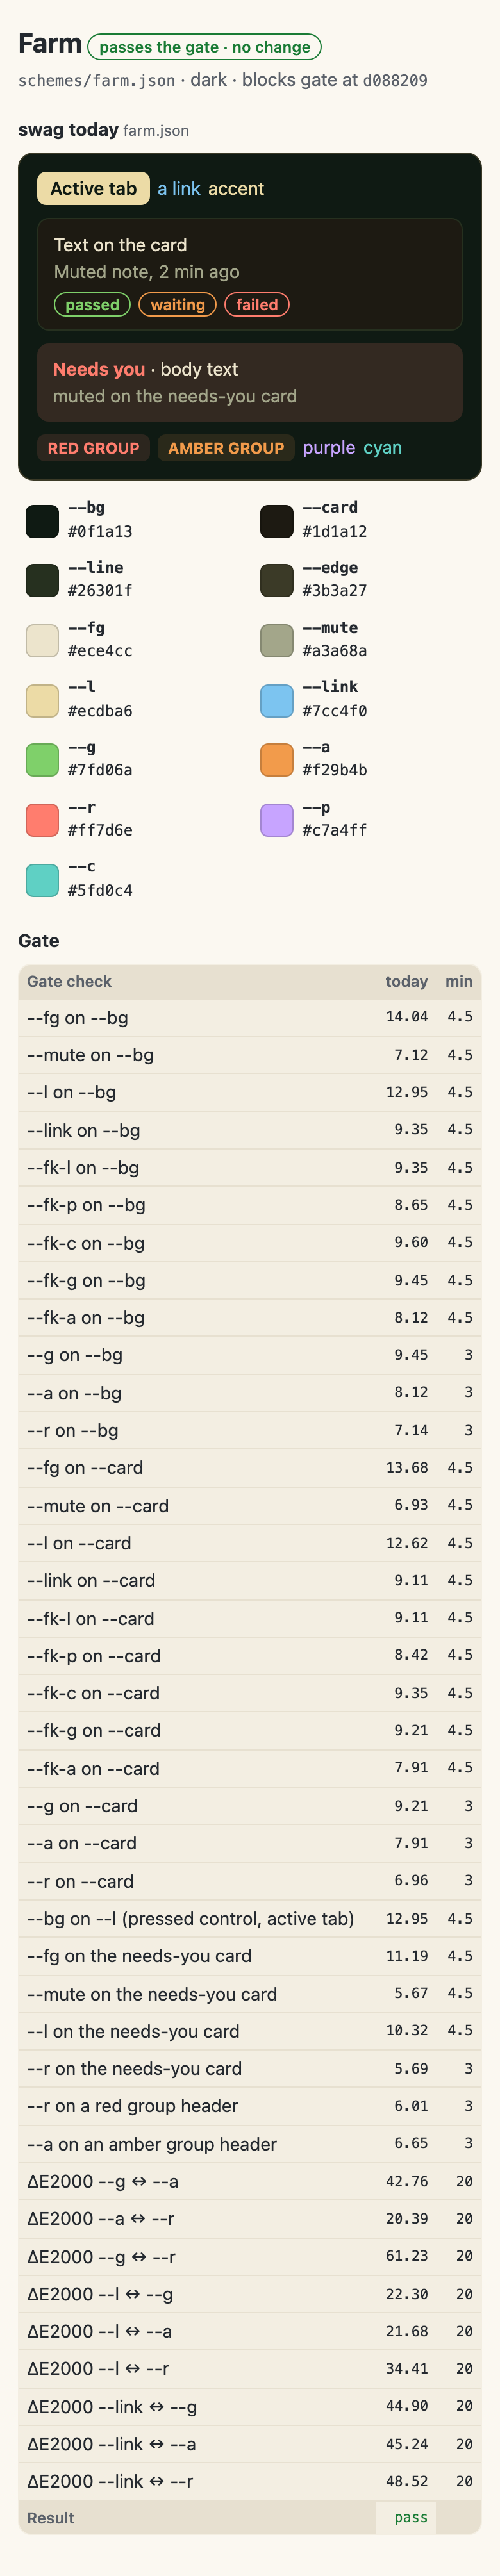 Farm passes the gate · no change
schemes/farm.json · dark · blocks gate at d088209
swag today farm.json
Active tab a link accent
Text on the card
Muted note, 2 min ago
passed waiting failed
Needs you · body text
muted on the needs-you card
RED GROUP AMBER GROUP purple cyan
--bg --card
#0f1a13 #1d1a12
--line --edge
#26301f #3b3a27
--fg --mute
#ece4cc #a3a68a
--l --link
#ecdba6 #7cc4f0
--g --a
#7fd06a #f29b4b
--r --p
#ff7d6e #c7a4ff
--c
#5fd0c4
Gate
Gate check today min
--fg on --bg 14.04 4.5
--mute on --bg 7.12 4.5
--l on --bg 12.95 4.5
--link on --bg 9.35 4.5
--fk-l on --bg 9.35 4.5
--fk-p on --bg 8.65 4.5
--fk-c on --bg 9.60 4.5
--fk-g on --bg 9.45 4.5
--fk-a on --bg 8.12 4.5
--g on --bg 9.45 3
--a on --bg 8.12 3
--r on --bg 7.14 3
--fg on --card 13.68 4.5
--mute on --card 6.93 4.5
--l on --card 12.62 4.5
--link on --card 9.11 4.5
--fk-l on --card 9.11 4.5
--fk-p on --card 8.42 4.5
--fk-c on --card 9.35 4.5
--fk-g on --card 9.21 4.5
--fk-a on --card 7.91 4.5
--g on --card 9.21 3
--a on --card 7.91 3
--r on --card 6.96 3
--bg on --l (pressed control, active tab) 12.95 4.5
--fg on the needs-you card 11.19 4.5
--mute on the needs-you card 5.67 4.5
--l on the needs-you card 10.32 4.5
--r on the needs-you card 5.69 3
--r on a red group header 6.01 3
--a on an amber group header 6.65 3
ΔE2000 --g ↔ --a 42.76 20
ΔE2000 --a ↔ --r 20.39 20
ΔE2000 --g ↔ --r 61.23 20
ΔE2000 --l ↔ --g 22.30 20
ΔE2000 --l ↔ --a 21.68 20
ΔE2000 --l ↔ --r 34.41 20
ΔE2000 --link ↔ --g 44.90 20
ΔE2000 --link ↔ --a 45.24 20
ΔE2000 --link ↔ --r 48.52 20
Result pass